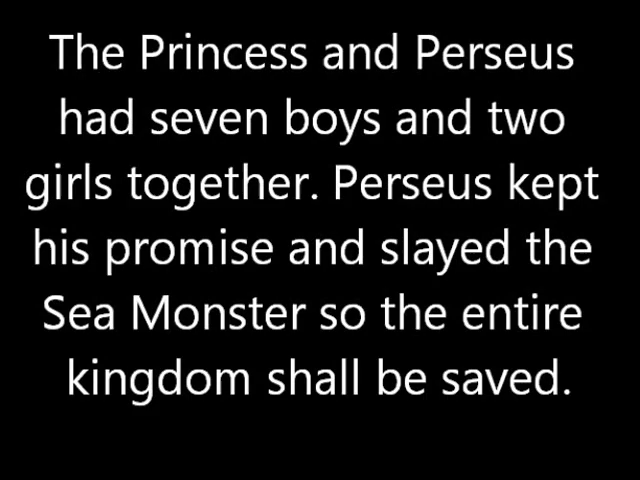 The Princess and Perseus
had seven boys and two
girls together. Perseus kept
his promise and slayed the
Sea Monster so the entire
kingdom shall be saved.